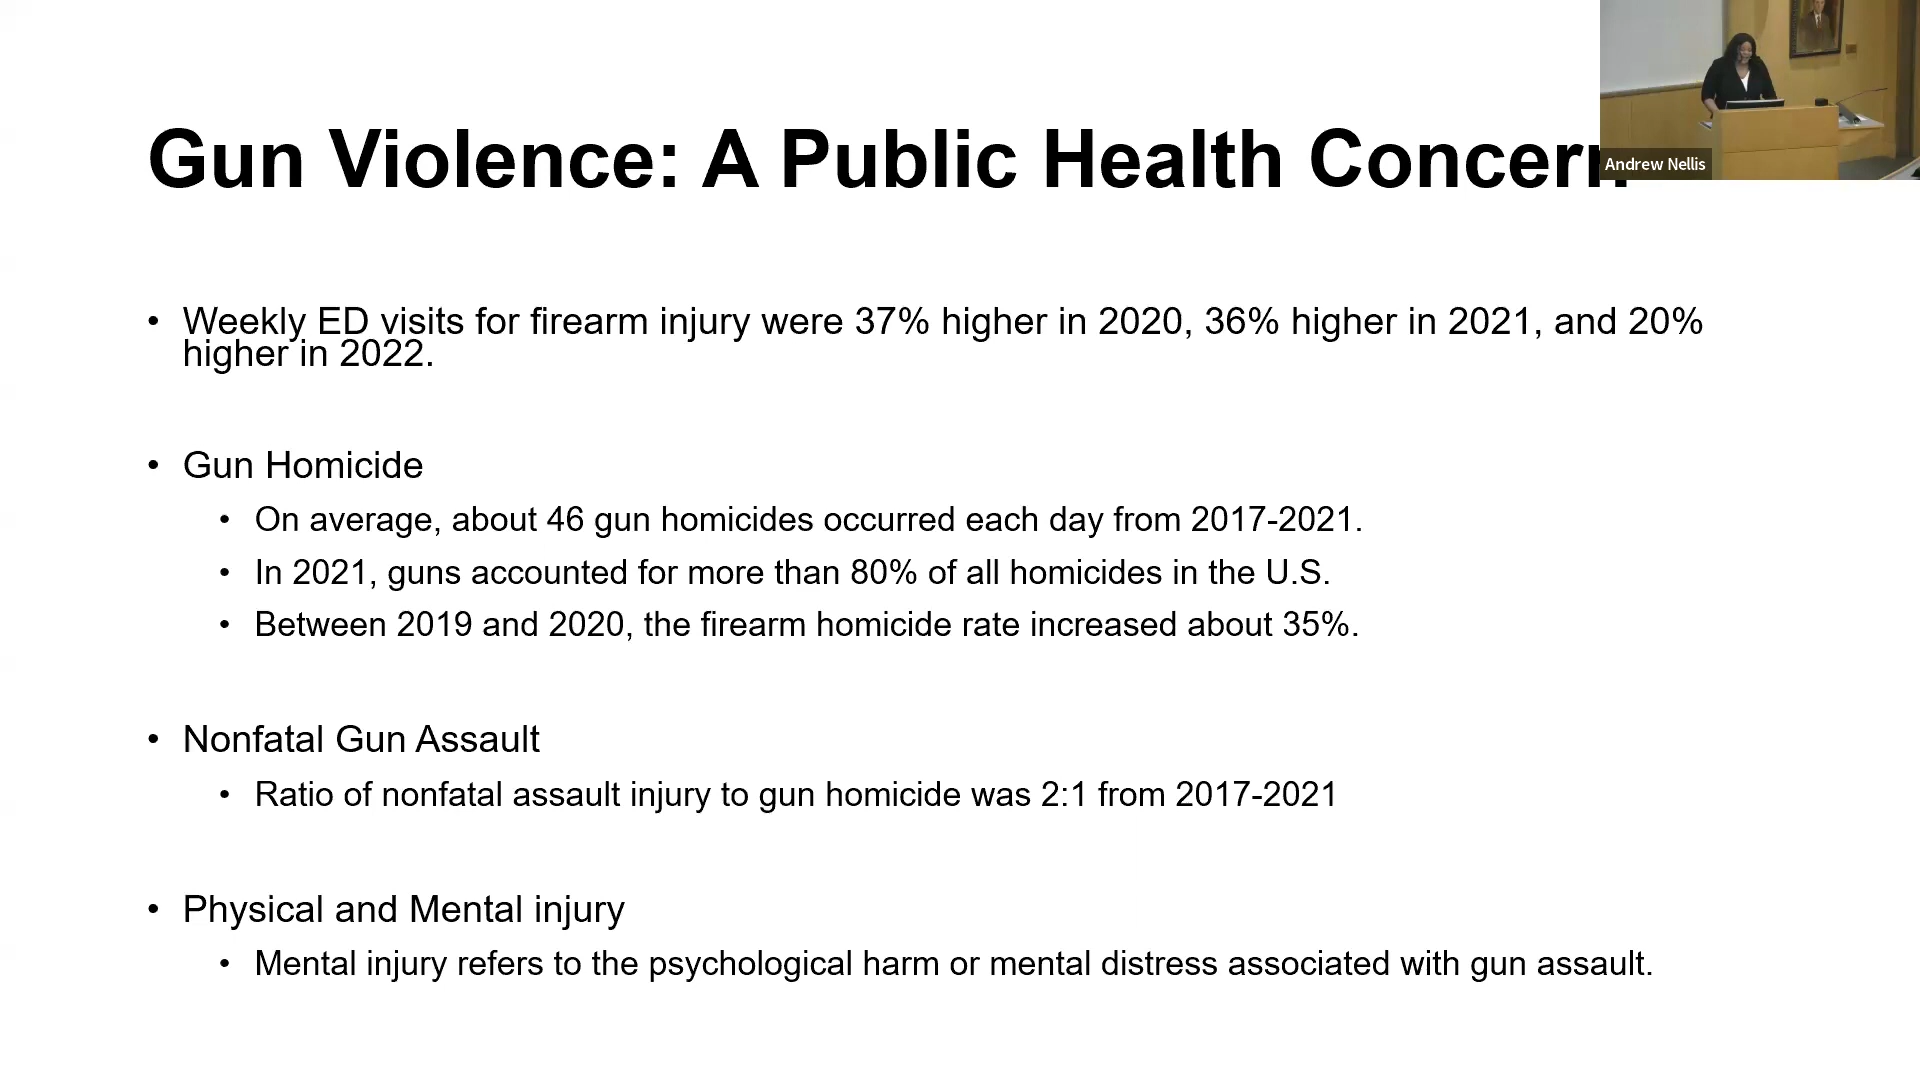 Gun Violence: A Public Health Concern
Andrew Nellis
• Weekly ED visits for firearm injury were 37% higher in 2020, 36% higher in 2021, and 20%
higher in 2022.
• Gun Homicide
• On average, about 46 gun homicides occurred each day from 2017-2021.
• In 2021, guns accounted for more than 80% of all homicides in the U.S.
• Between 2019 and 2020, the firearm homicide rate increased about 35%.
• Nonfatal Gun Assault
• Ratio of nonfatal assault injury to gun homicide was 2:1 from 2017-2021
• Physical and Mental injury
• Mental injury refers to the psychological harm or mental distress associated with gun assault.